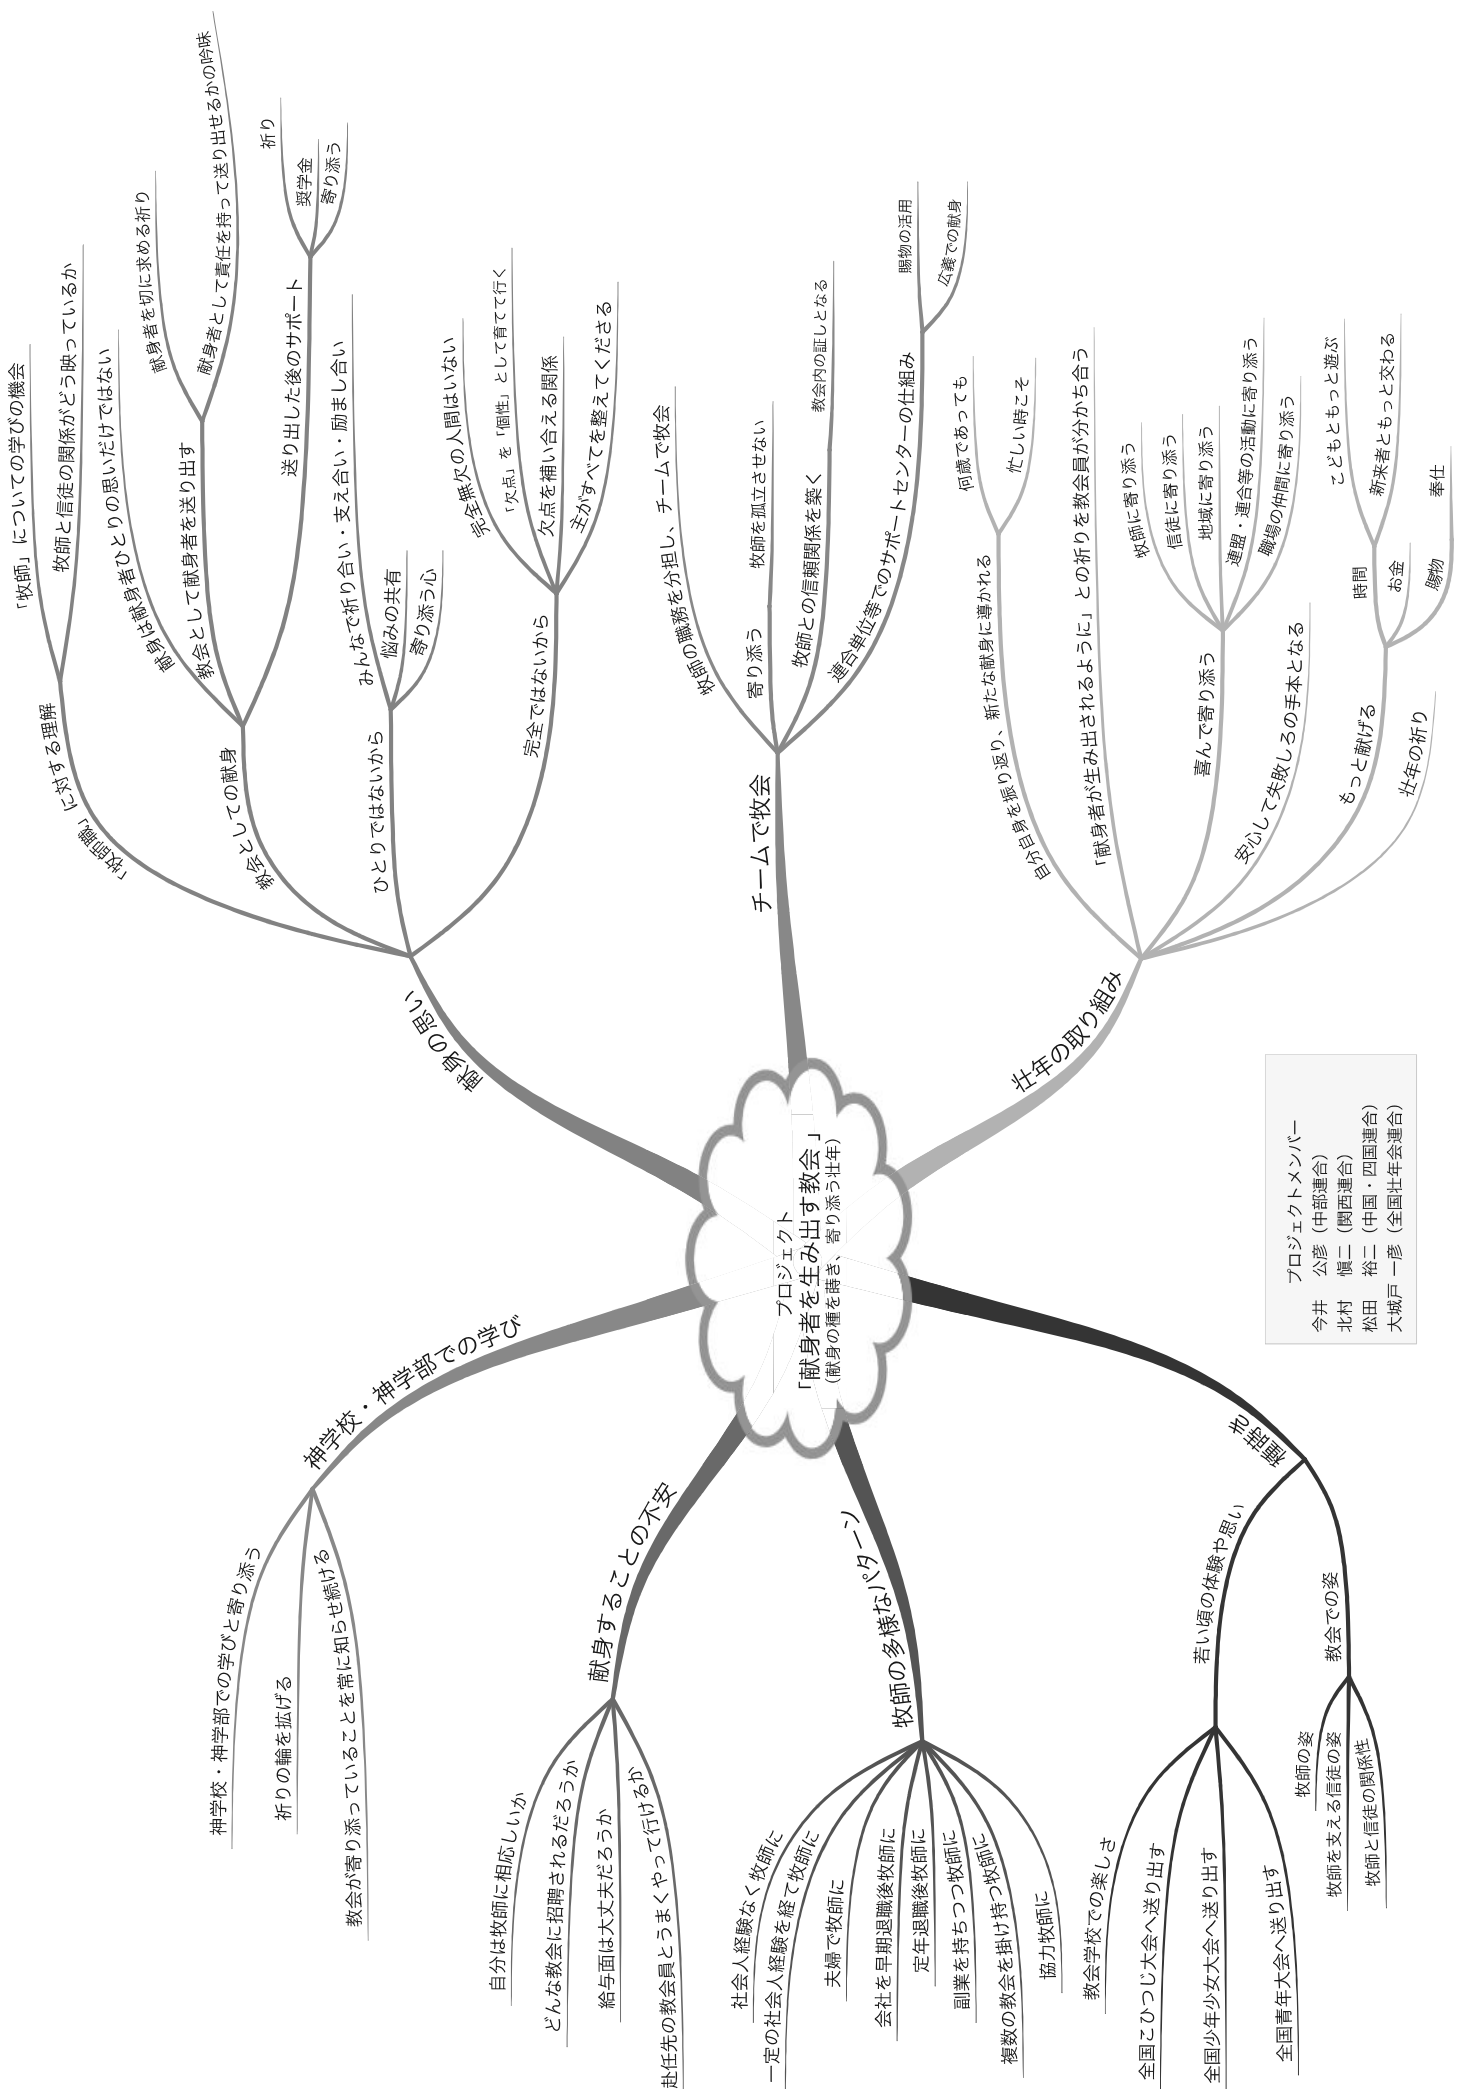 プロジェクト
「献身者を生み出す教会」
（献身の種を蒔き、寄り添う壮年）
種蒔き
若い頃の体験や思い
教会学校での楽しさ
全国こひつじ大会へ送り出す
全国少年少女大会へ送り出す
全国青年大会へ送り出す
教会での姿
牧師の姿
牧師を支える信徒の姿
牧師と信徒の関係性
牧師の多様なパターン
社会人経験なく牧師に
一定の社会人経験を経て牧師に
夫婦で牧師に
会社を早期退職後牧師に
定年退職後牧師に
副業を持ちつつ牧師に
複数の教会を掛け持つ牧師に
協力牧師に
献身することの不安
自分は牧師に相応しいか
どんな教会に招聘されるだろうか
給与面は大丈夫だろうか
赴任先の教会員とうまくやって行けるか
神学校・神学部での学び
神学校・神学部での学びと寄り添う
祈りの輪を拡げる
教会が寄り添っていることを常に知らせ続ける
献身の思い
「牧師職」に対する理解
「牧師」についての学びの機会
牧師と信徒の関係がどう映っているか
教会としての献身
献身は献身者ひとりの思いだけではない
教会として献身者を送り出す
献身者を切に求める祈り
献身者として責任を持って送り出せるかの吟味
送り出した後のサポート
祈り
奨学金
寄り添う
ひとりではないから
みんなで祈り合い・支え合い・励まし合い
悩みの共有
寄り添う心
完全ではないから
完全無欠の人間はいない
「欠点」を「個性」として育てて行く
欠点を補い合える関係
主がすべてを整えてくださる
チームで牧会
牧師の職務を分担し、チームで牧会
寄り添う
牧師を孤立させない
牧師との信頼関係を築く
教会内の証しとなる
連合単位等でのサポートセンターの仕組み
賜物の活用
広義での献身
壮年の取り組み
自分自身を振り返り、新たな献身に導かれる
何歳であっても
忙しい時こそ
「献身者が生み出されるように」との祈りを教会員が分かち合う
喜んで寄り添う
牧師に寄り添う
信徒に寄り添う
地域に寄り添う
連盟・連合等の活動に寄り添う
職場の仲間に寄り添う
安心して失敗しろの手本となる
もっと献げる
時間
こどもともっと遊ぶ
新来者ともっと交わる
お金
賜物
奉仕
壮年の祈り
プロジェクトメンバー
今井　公彦（中部連合）
北村　愼二（関西連合）
松田　裕二（中国・四国連合）
大城戸 一彦（全国壮年会連合）